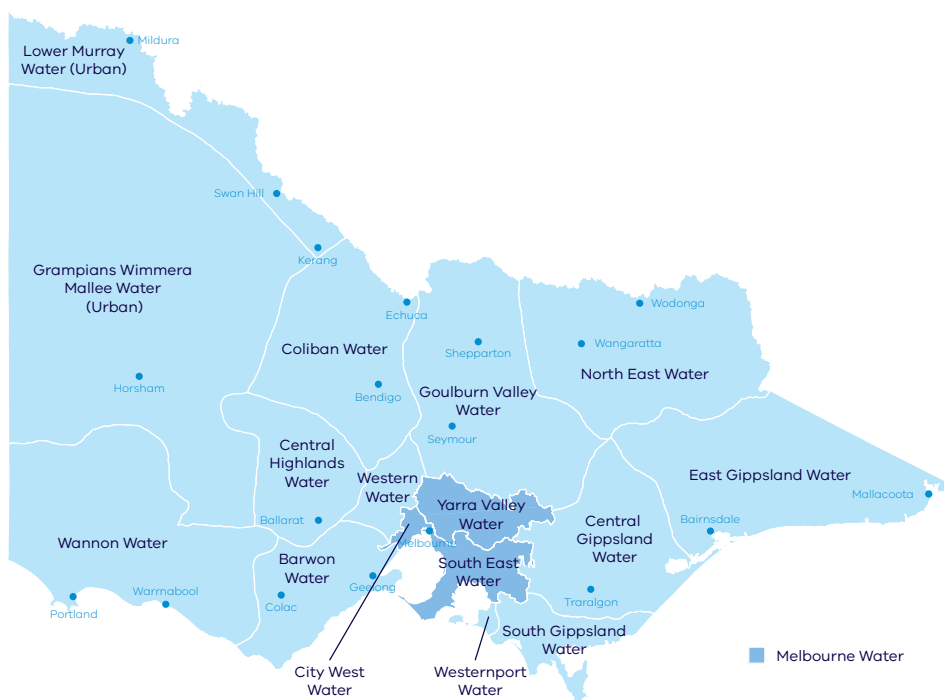 Mildura
Lower Murray
Water (Urban)
Swan Hill
Kerang
Grampians Wimmera
Mallee Water
(Urban)
Echuca
Wodonga
Coliban Water
Shepparton
Wangaratta
North East Water
Horsham
Bendigo
Goulburn Valley
Water
Seymour
Central
Highlands
Water
Western
Water
East Gippsland Water
Mallacoota
Yarra Valley
Water
Ballarat
Central
Gippsland
Water
Bairnsdale
Wannon Water
Melbourne
Barwon
Water
South East
Water
Geelong
Colac
Traralgon
Warmabool
Portland
South Gippsland
Water
City West
Water
Westernport
Water
Melbourne Water